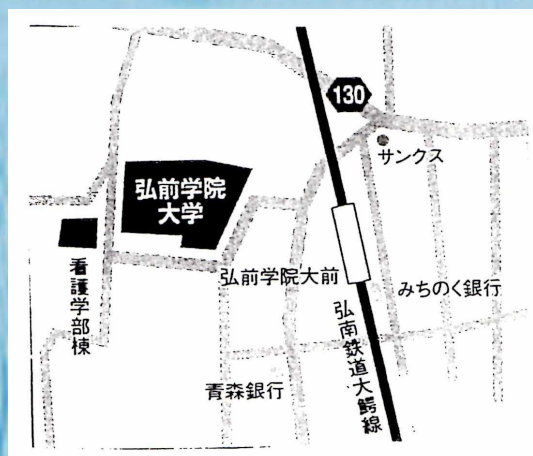 130
サンクス
弘前学院
大学
看護学部棟
弘前学院大前
みちのく銀行
弘南鉄道大鰐線
青森銀行